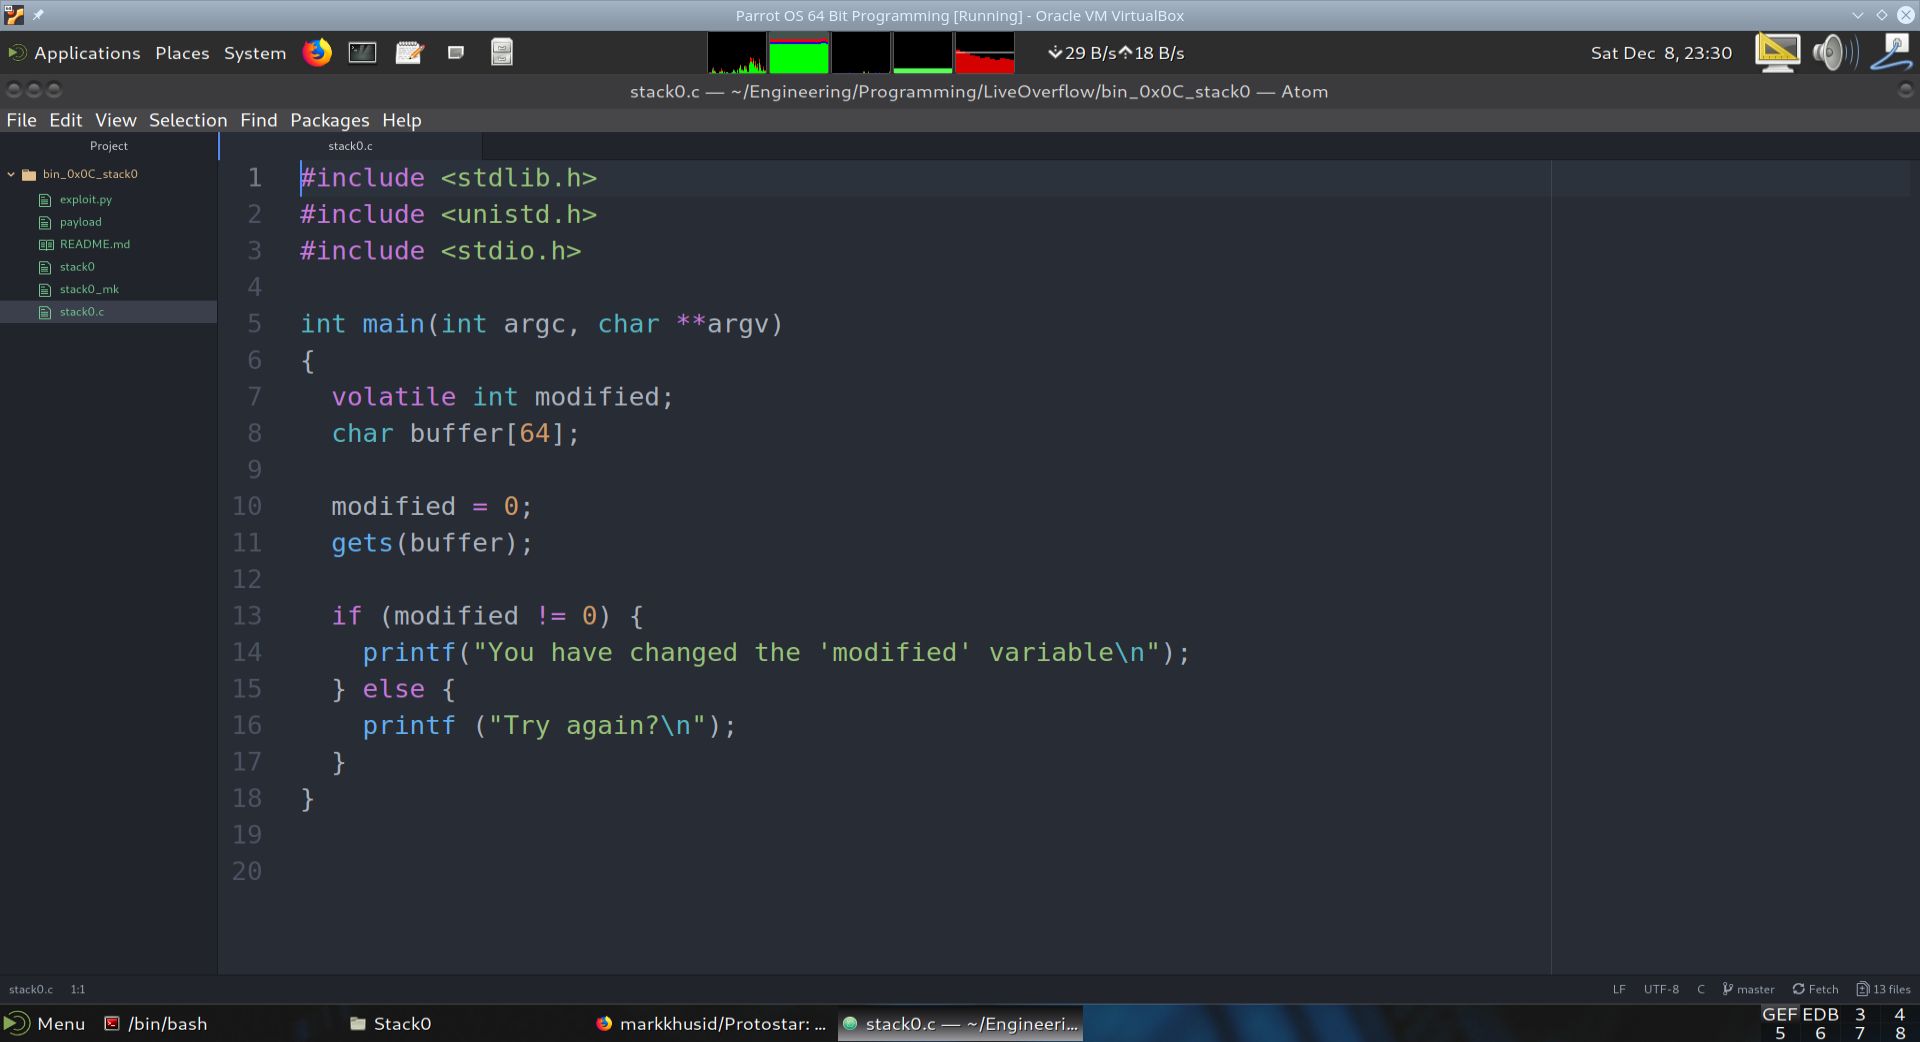 Parrot OS 64 Bit Programming [Running] - Oracle VM VirtualBox
Applications Places System 29 B/s 18 B/s Sat Dec 8, 23:30
stack0.c — ~/Engineering/Programming/LiveOverflow/bin_0x0C_stack0 — Atom
File Edit View Selection Find Packages Help
Project
bin_0x0C_stack0
exploit.py
payload
README.md
stack0
stack0_mk
stack0.c
stack0.c
1 #include <stdlib.h>
2 #include <unistd.h>
3 #include <stdio.h>
4
5 int main(int argc, char **argv)
6 {
7   volatile int modified;
8   char buffer[64];
9
10   modified = 0;
11   gets(buffer);
12
13   if (modified != 0) {
14     printf("You have changed the 'modified' variable\n");
15   } else {
16     printf ("Try again?\n");
17   }
18 }
19
20
stack0.c 1:1 LF UTF-8 C master Fetch 13 files
Menu /bin/bash Stack0 markkhusid/Protostar: ... stack0.c — ~/Engineeri... GEF EDB 3 4
5 6 7 8